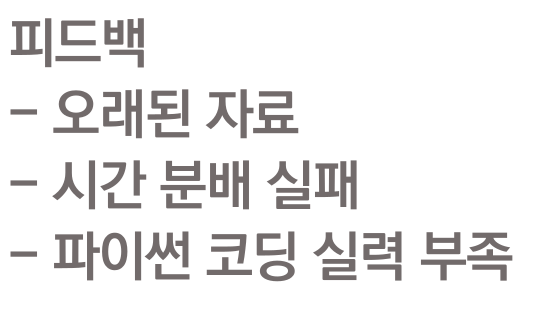 피드백
- 오래된 자료
- 시간 분배 실패
- 파이썬 코딩 실력 부족